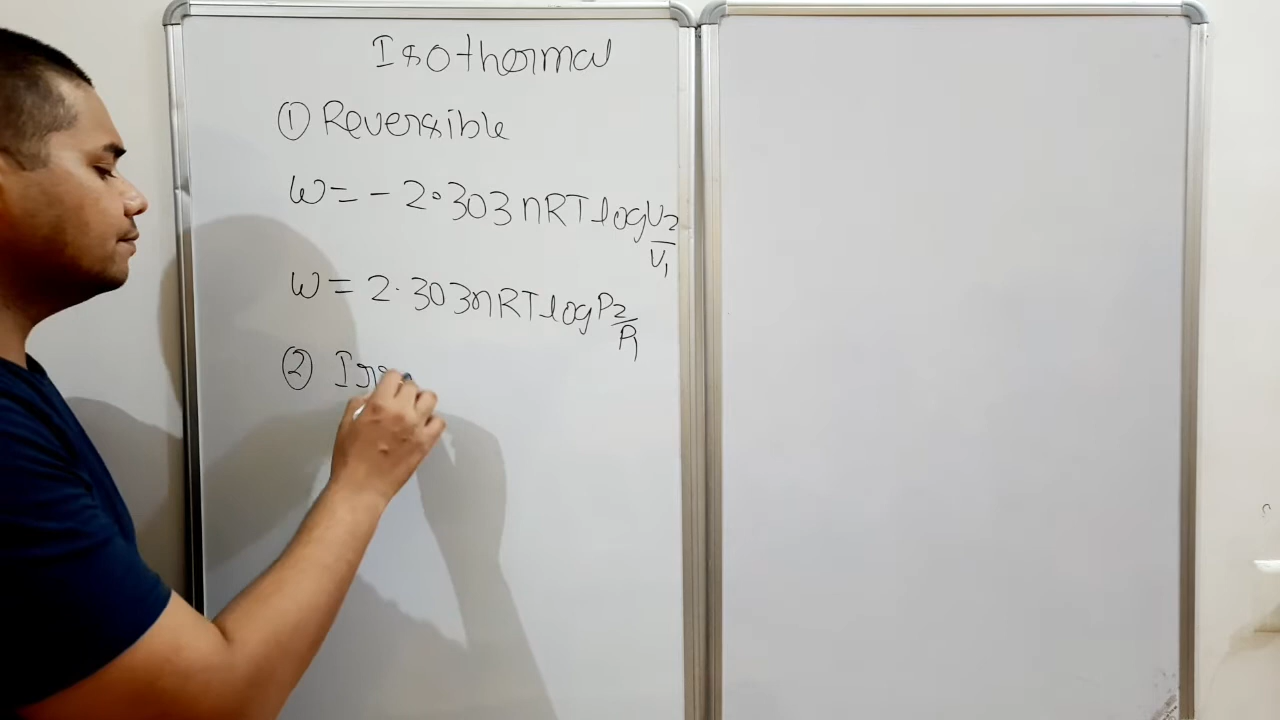 Isothermal
① Reversible
W = - 2.303 nRT log V2/V1
W = 2.303 nRT log P2/P1
②